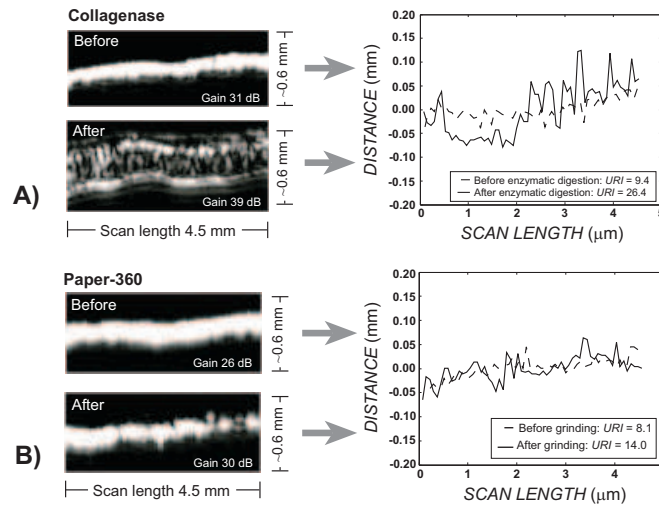 Collagenase
Before
Gain 31 dB
~0.6 mm
After
Gain 39 dB
~0.6 mm
A)
Scan length 4.5 mm
DISTANCE (mm)
0.20
0.15
0.10
0.05
0.00
-0.05
-0.10
-0.15
-0.20
Before enzymatic digestion: URI = 9.4
After enzymatic digestion: URI = 26.4
0 1 2 3 4 5
SCAN LENGTH (μm)
Paper-360
Before
Gain 26 dB
~0.6 mm
After
Gain 30 dB
~0.6 mm
B)
Scan length 4.5 mm
DISTANCE (mm)
0.20
0.15
0.10
0.05
0.00
-0.05
-0.10
-0.15
-0.20
Before grinding: URI = 8.1
After grinding: URI = 14.0
0 1 2 3 4 5
SCAN LENGTH (μm)